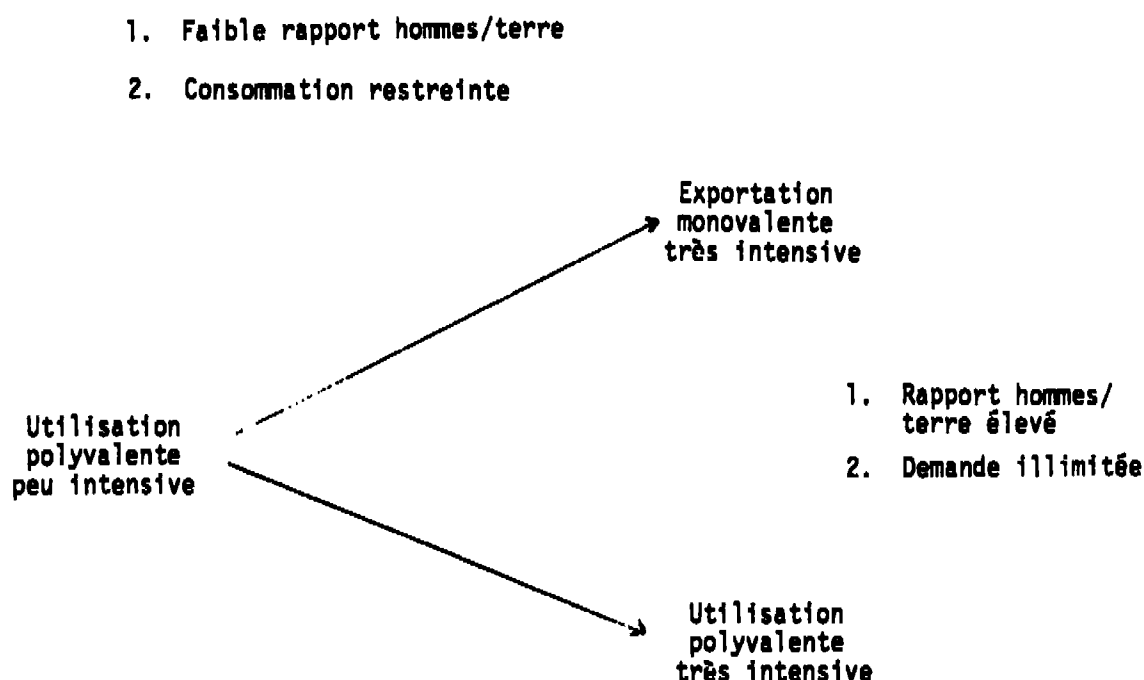 1. Faible rapport hommes/terre
2. Consommation restreinte
Exportation
monovalente
très intensive
1. Rapport hommes/
terre élevé
2. Demande illimitée
Utilisation
polyvalente
peu intensive
Utilisation
polyvalente
très intensive